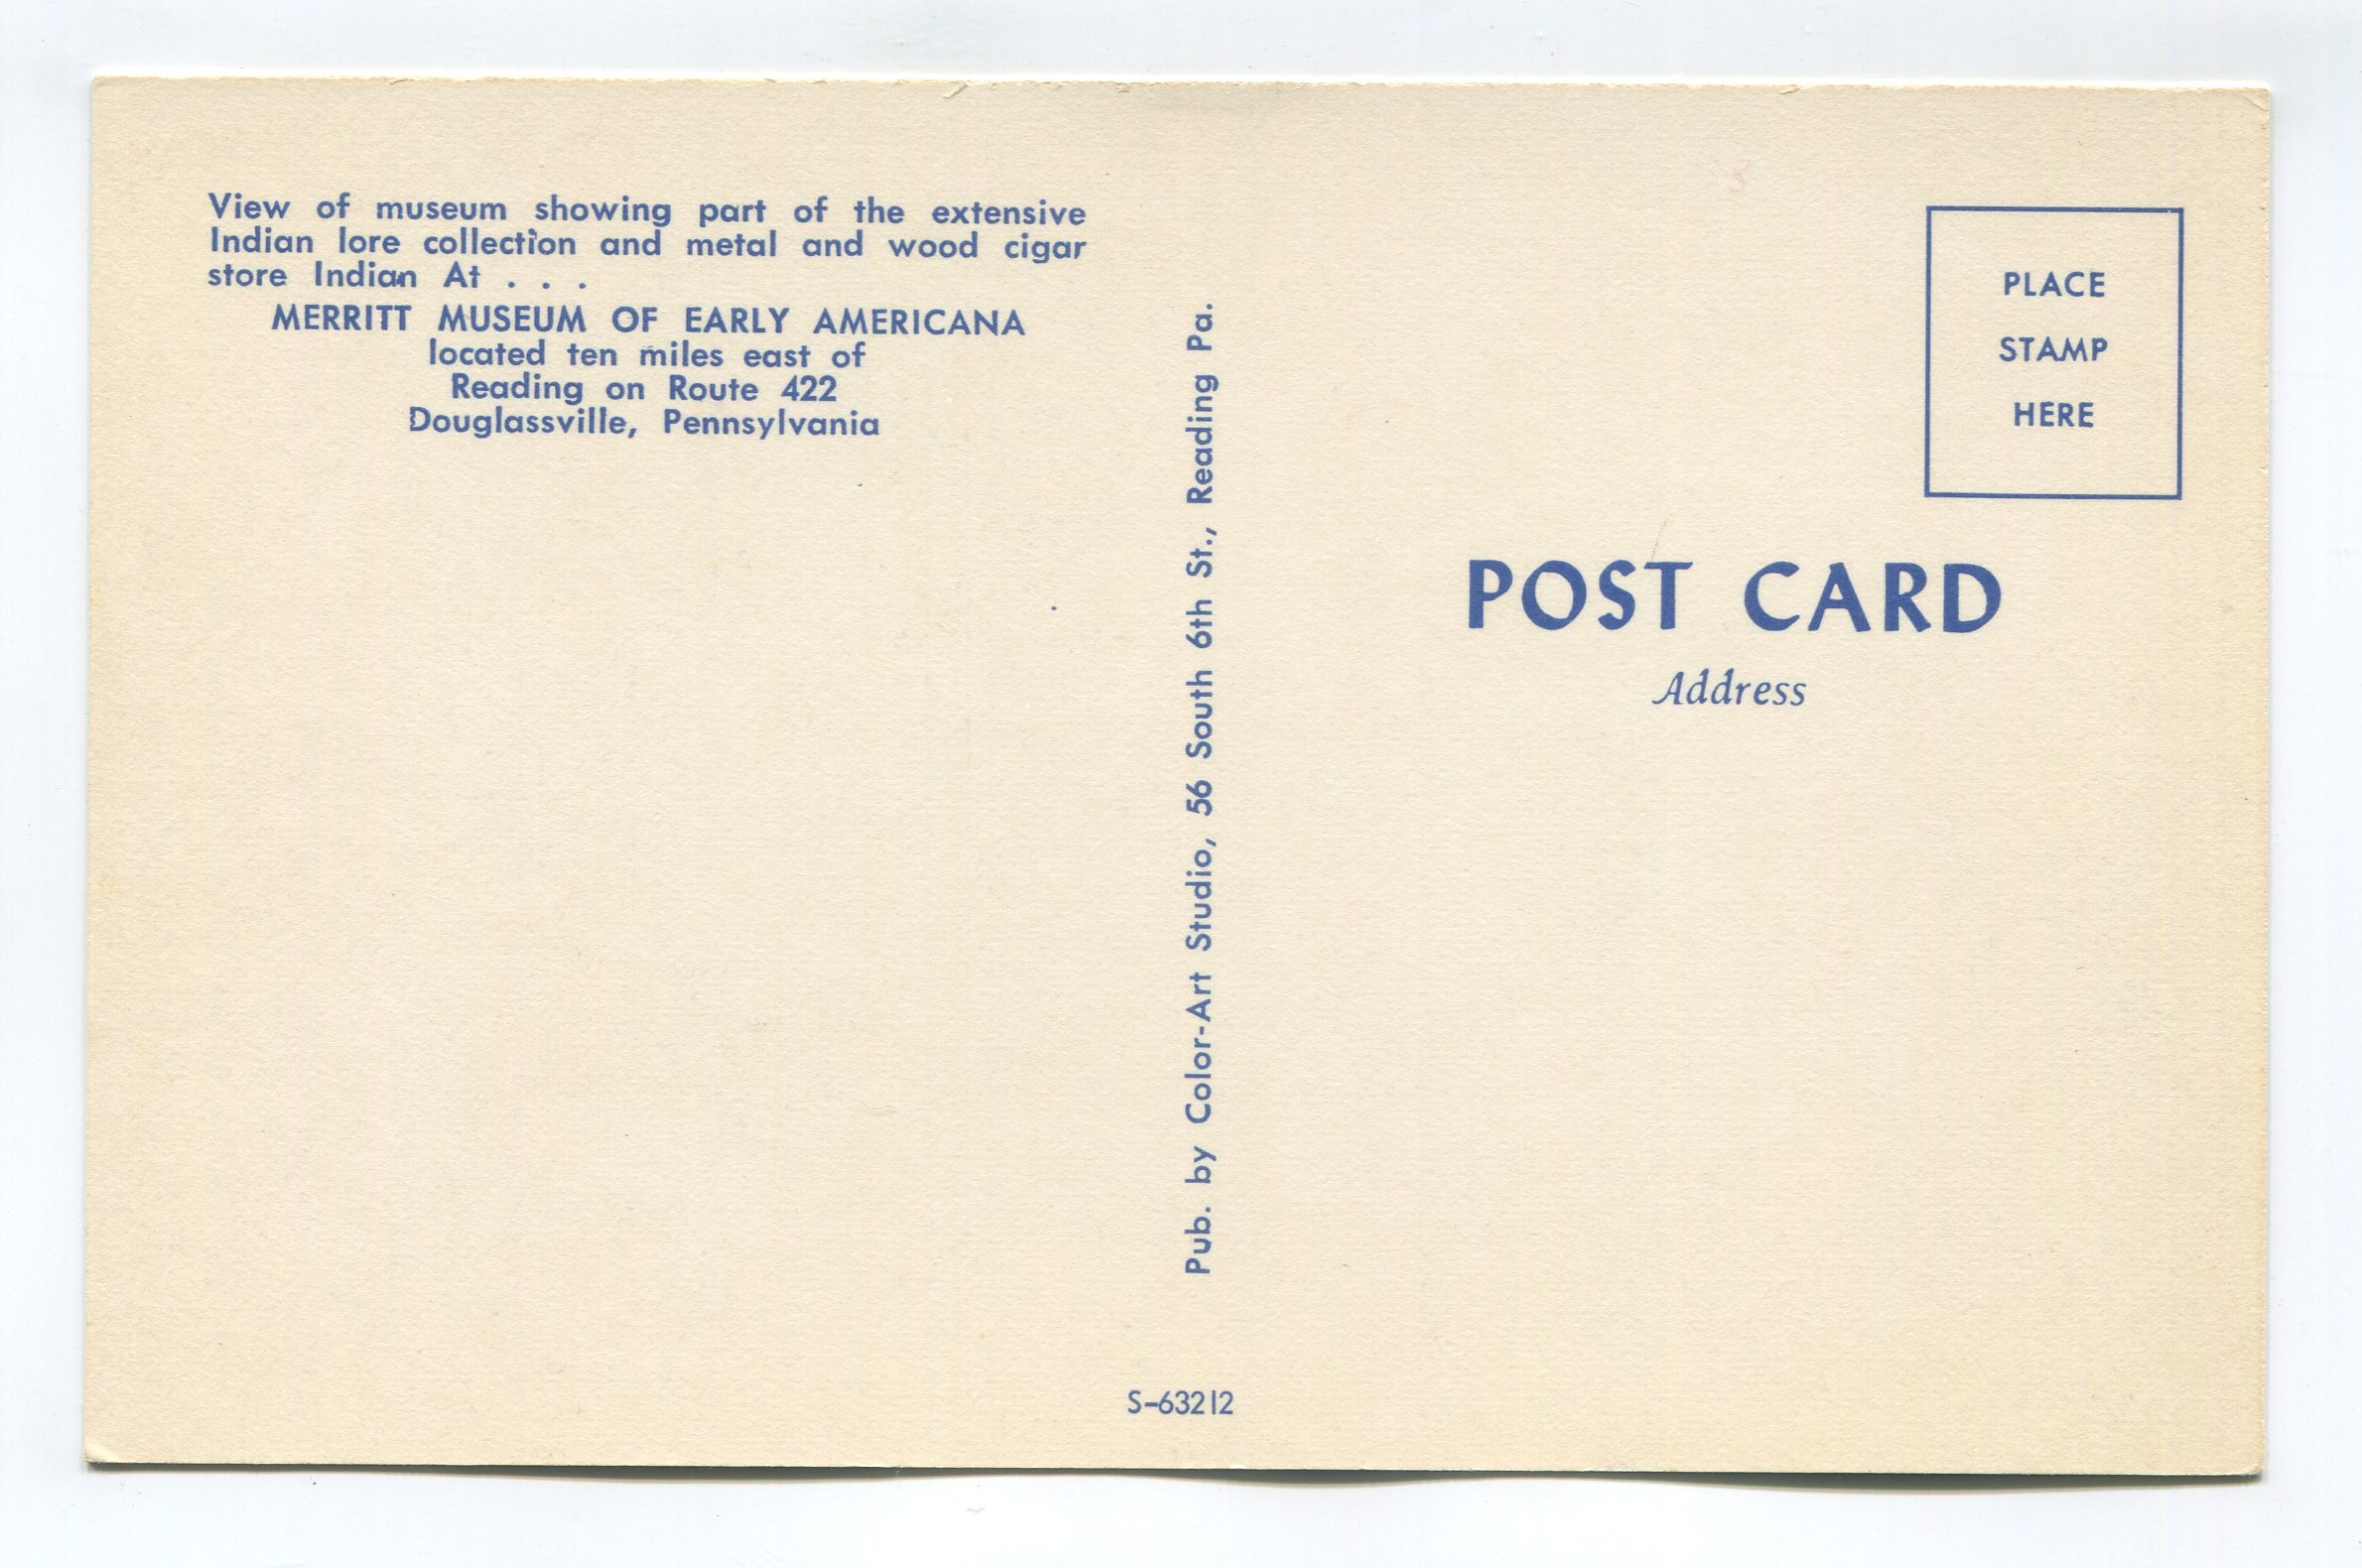 View of museum showing part of the extensive
Indian lore collection and metal and wood cigar
store Indian At . . .
MERRITT MUSEUM OF EARLY AMERICANA
located ten miles east of
Reading on Route 422
Douglassville, Pennsylvania
Pub. by Color-Art Studio, 56 South 6th St., Reading Pa.
S-63212
PLACE
STAMP
HERE
POST CARD
Address